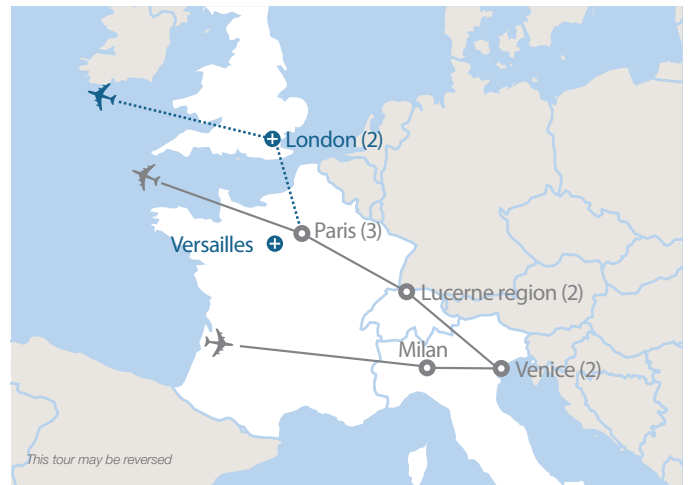 London (2)
Paris (3)
Versailles
Lucerne region (2)
Milan
Venice (2)
This tour may be reversed